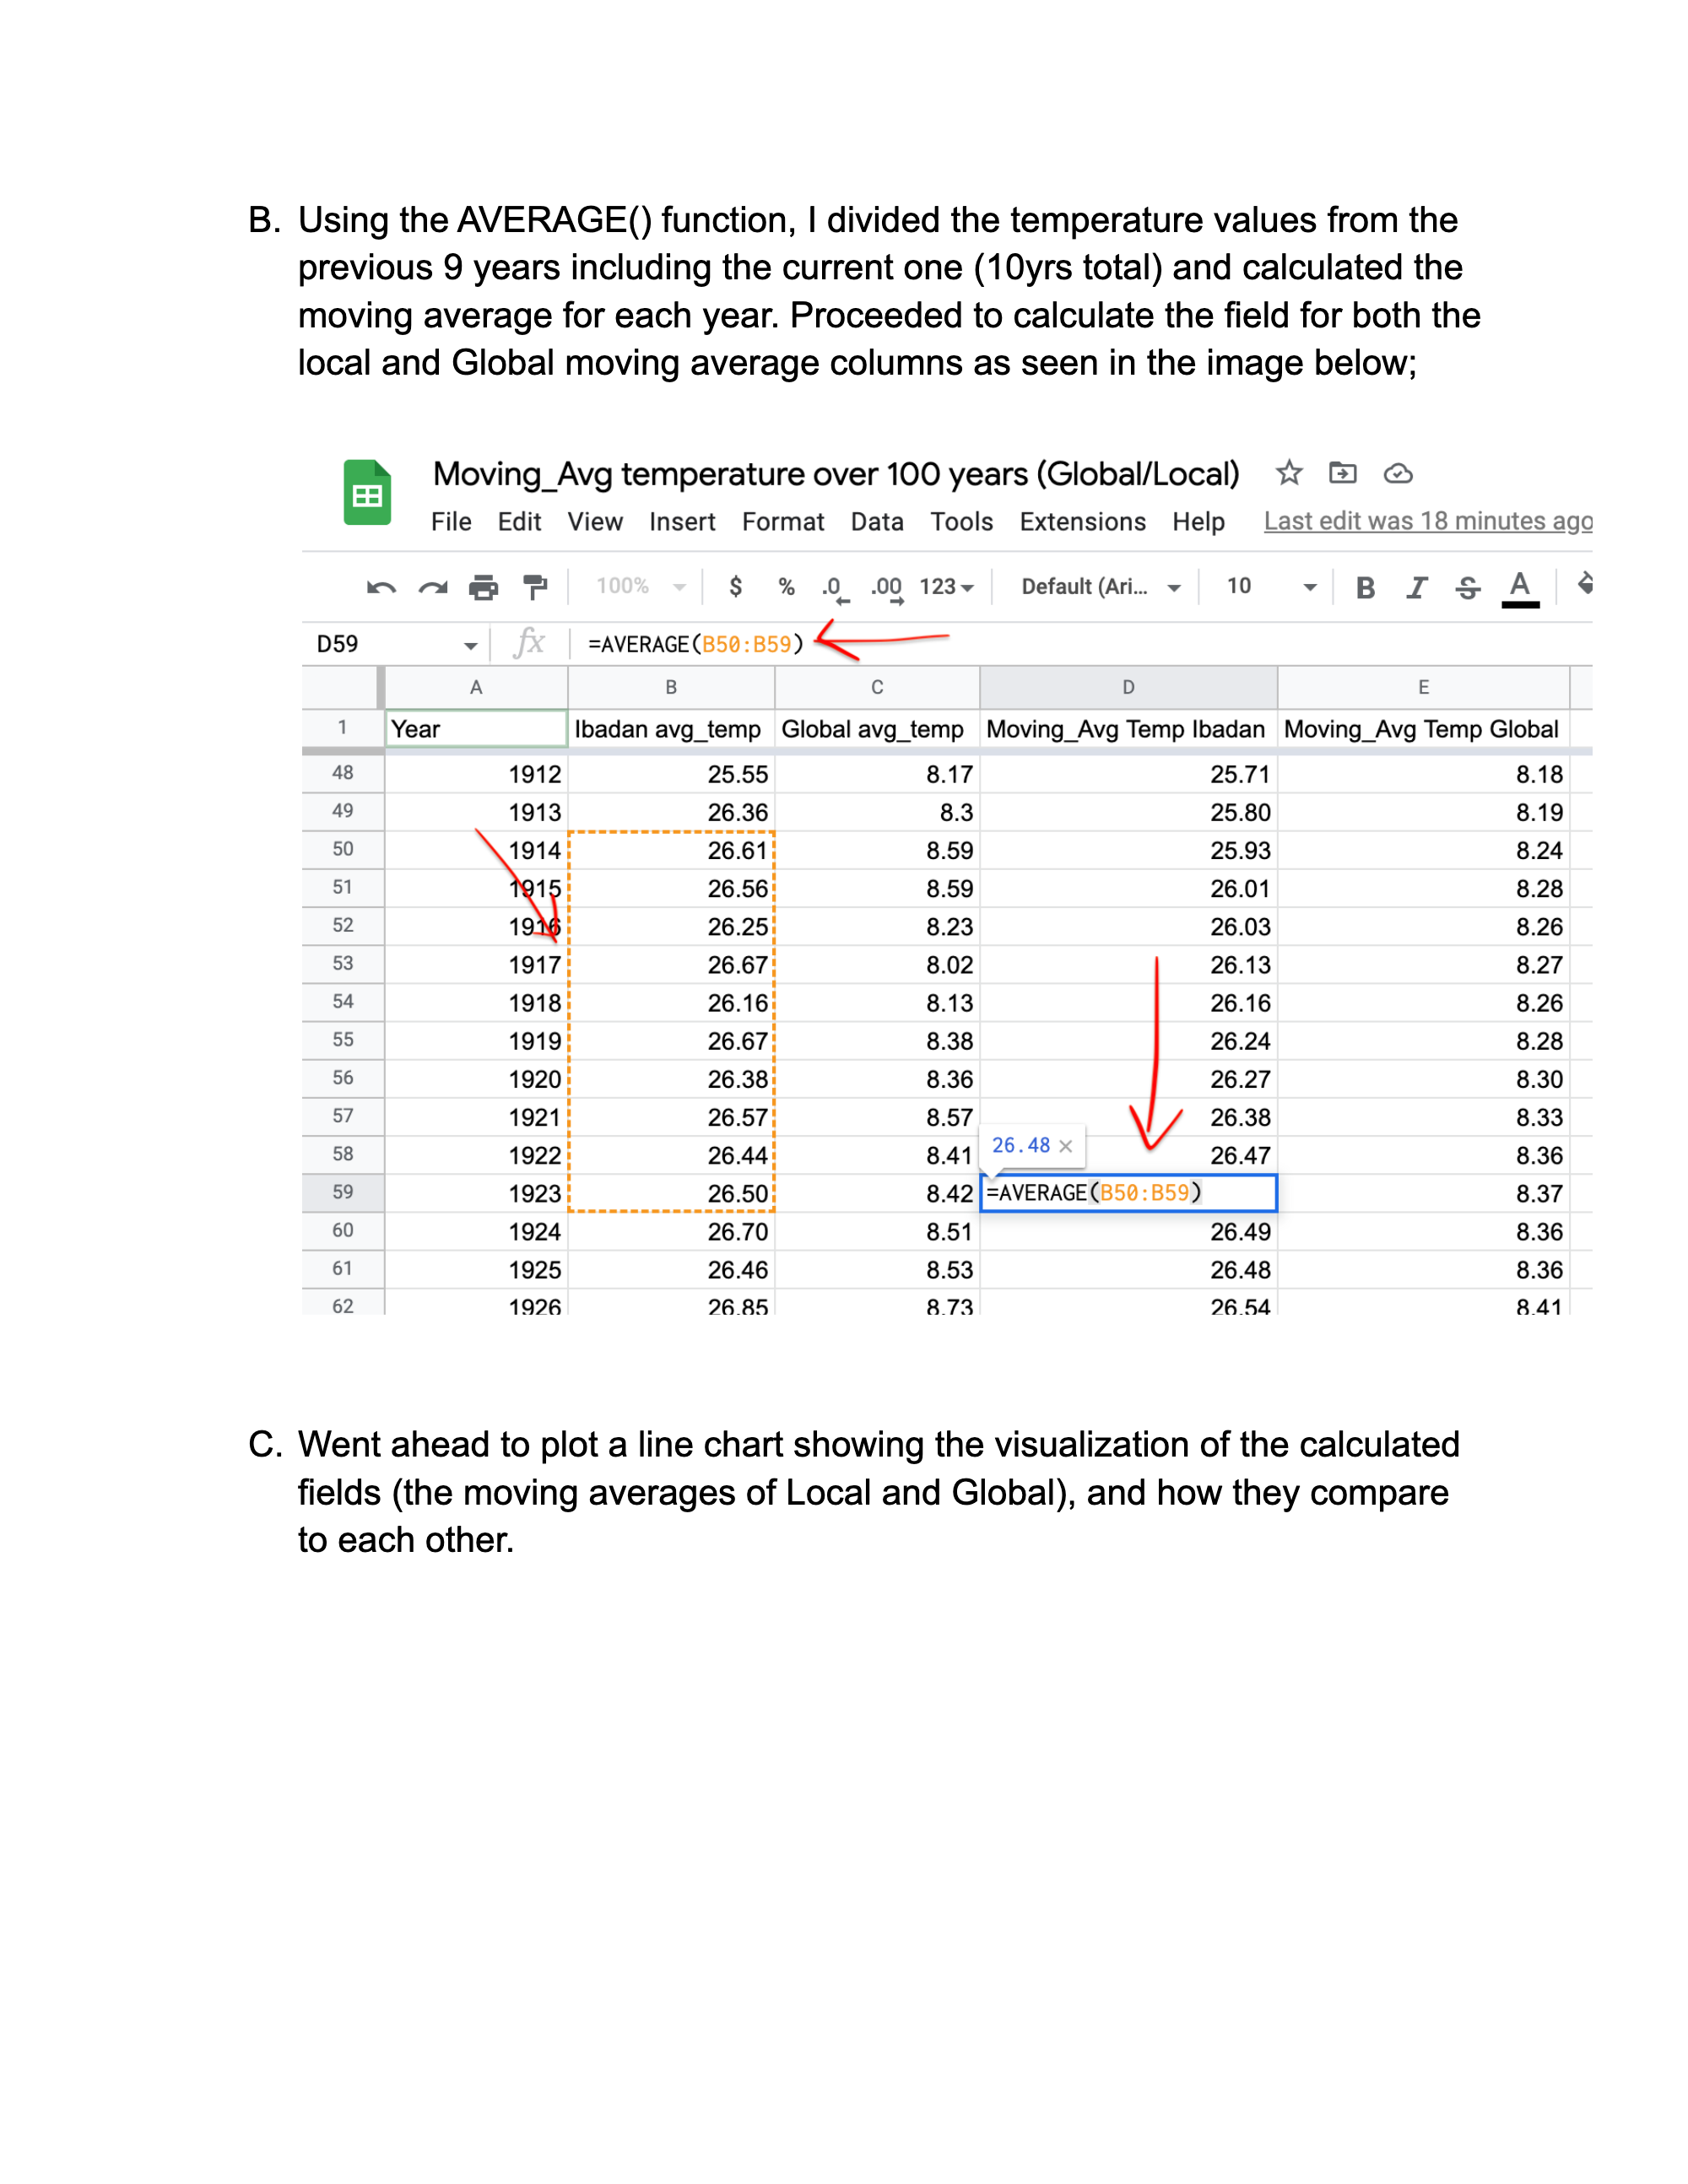 B. Using the AVERAGE() function, I divided the temperature values from the
previous 9 years including the current one (10yrs total) and calculated the
moving average for each year. Proceeded to calculate the field for both the
local and Global moving average columns as seen in the image below;
Moving_Avg temperature over 100 years (Global/Local)
File Edit View Insert Format Data Tools Extensions Help Last edit was 18 minutes ago
100% $ % .0 .00 123 Default (Ari... 10 B I S A
D59 fx =AVERAGE(B50:B59)
A B C D E
1 Year Ibadan avg_temp Global avg_temp Moving_Avg Temp Ibadan Moving_Avg Temp Global
48 1912 25.55 8.17 25.71 8.18
49 1913 26.36 8.3 25.80 8.19
50 1914 26.61 8.59 25.93 8.24
51 1915 26.56 8.59 26.01 8.28
52 1916 26.25 8.23 26.03 8.26
53 1917 26.67 8.02 26.13 8.27
54 1918 26.16 8.13 26.16 8.26
55 1919 26.67 8.38 26.24 8.28
56 1920 26.38 8.36 26.27 8.30
57 1921 26.57 8.57 26.38 8.33
26.48 ×
58 1922 26.44 8.41 26.47 8.36
59 1923 26.50 8.42 =AVERAGE(B50:B59) 8.37
60 1924 26.70 8.51 26.49 8.36
61 1925 26.46 8.53 26.48 8.36
62 1926 26.85 8.73 26.54 8.41
C. Went ahead to plot a line chart showing the visualization of the calculated
fields (the moving averages of Local and Global), and how they compare
to each other.